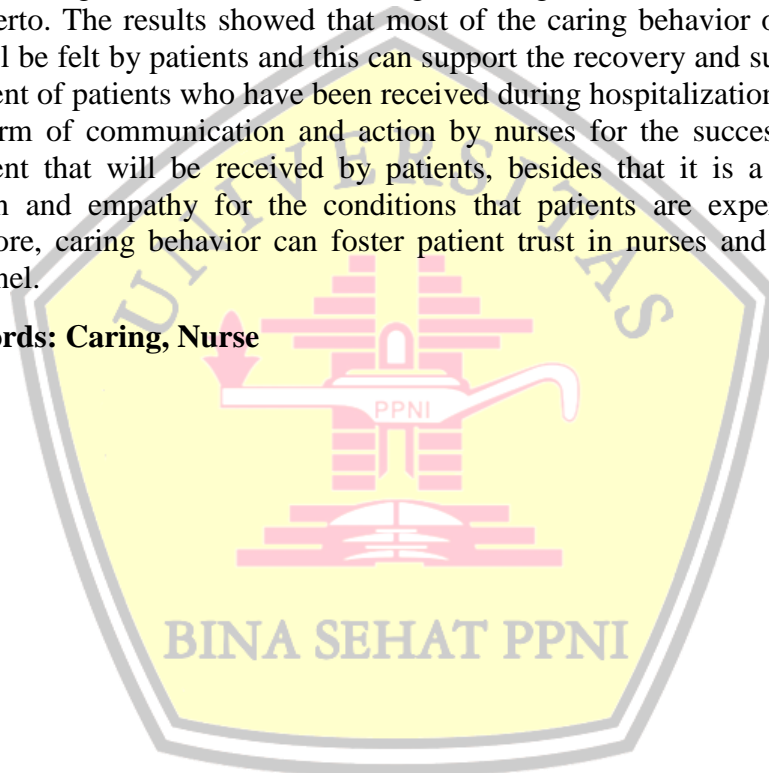 erto. The results showed that most of the caring behavior o
l be felt by patients and this can support the recovery and su
ent of patients who have been received during hospitalization
rm of communication and action by nurses for the succes
ent that will be received by patients, besides that it is a
n and empathy for the conditions that patients are exper
ore, caring behavior can foster patient trust in nurses and
nel.
rds: Caring, Nurse
UNIVERSITAS
PPNI
BINA SEHAT PPNI